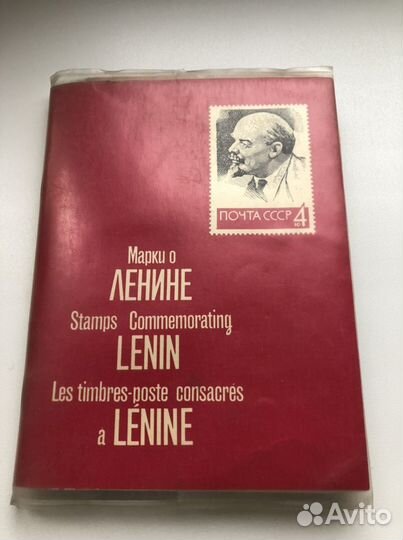 ПОЧТА СССР 4 К
Марки о
ЛЕНИНЕ
Stamps Commemorating
LENIN
Les timbres-poste consacrés
a LÉNINE
Avito